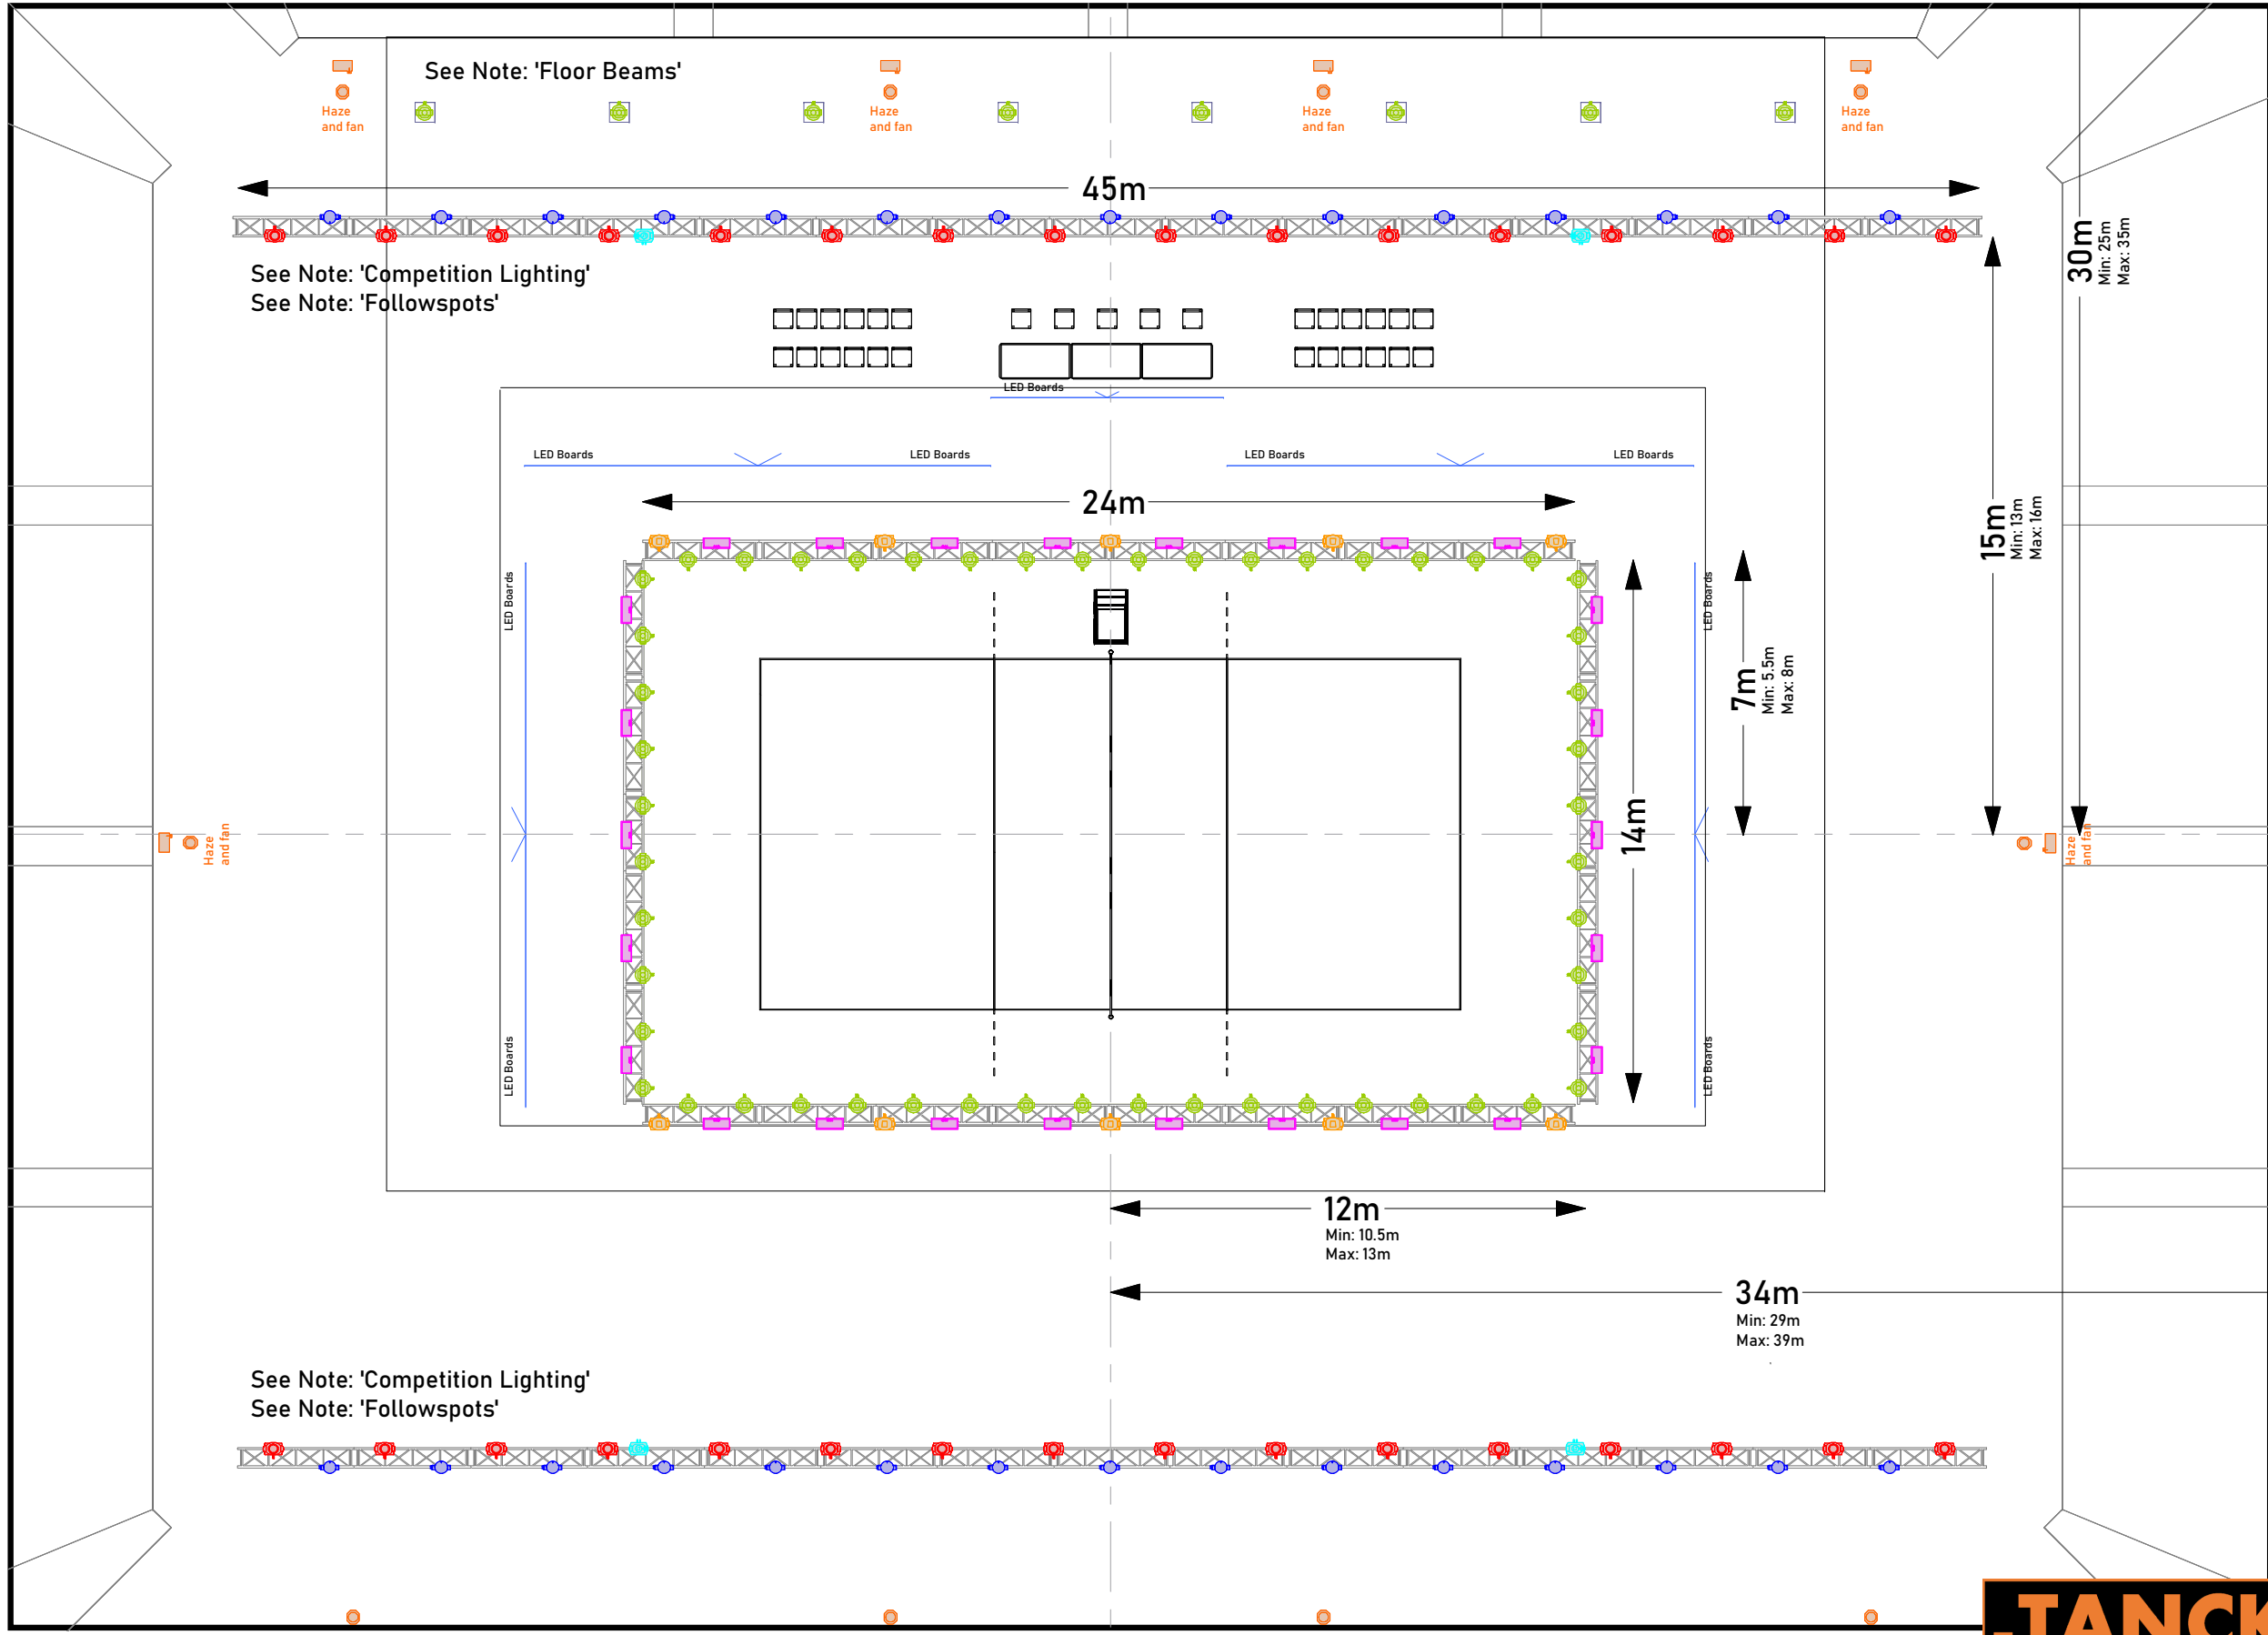 See Note: 'Floor Beams'
Haze
and fan
Haze
and fan
Haze
and fan
Haze
and fan
45m
30m
Min: 25m
Max: 35m
See Note: 'Competition Lighting'
See Note: 'Followspots'
LED Boards
LED Boards
LED Boards
LED Boards
LED Boards
24m
15m
Min: 13m
Max: 16m
LED Boards
LED Boards
7m
Min: 5.5m
Max: 8m
14m
Haze
and fan
Haze
and fan
LED Boards
LED Boards
12m
Min: 10.5m
Max: 13m
34m
Min: 29m
Max: 39m
See Note: 'Competition Lighting'
See Note: 'Followspots'
.TANCK